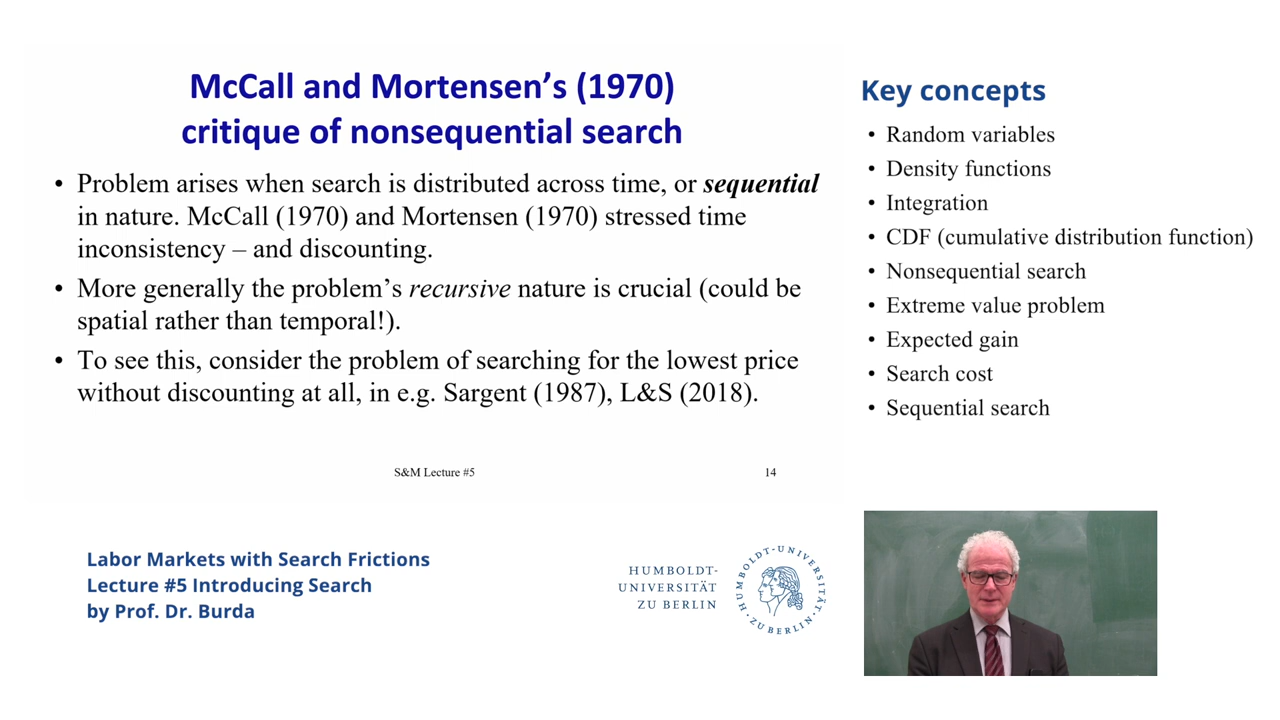 McCall and Mortensen’s (1970)
critique of nonsequential search
• Problem arises when search is distributed across time, or sequential
in nature. McCall (1970) and Mortensen (1970) stressed time
inconsistency – and discounting.
• More generally the problem’s recursive nature is crucial (could be
spatial rather than temporal!).
• To see this, consider the problem of searching for the lowest price
without discounting at all, in e.g. Sargent (1987), L&S (2018).
S&M Lecture #5
14
Key concepts
• Random variables
• Density functions
• Integration
• CDF (cumulative distribution function)
• Nonsequential search
• Extreme value problem
• Expected gain
• Search cost
• Sequential search
Labor Markets with Search Frictions
Lecture #5 Introducing Search
by Prof. Dr. Burda
HUMBOLDT-
UNIVERSITÄT
ZU BERLIN
HUMBOLDT-UNIVERSITÄT
ZU BERLIN